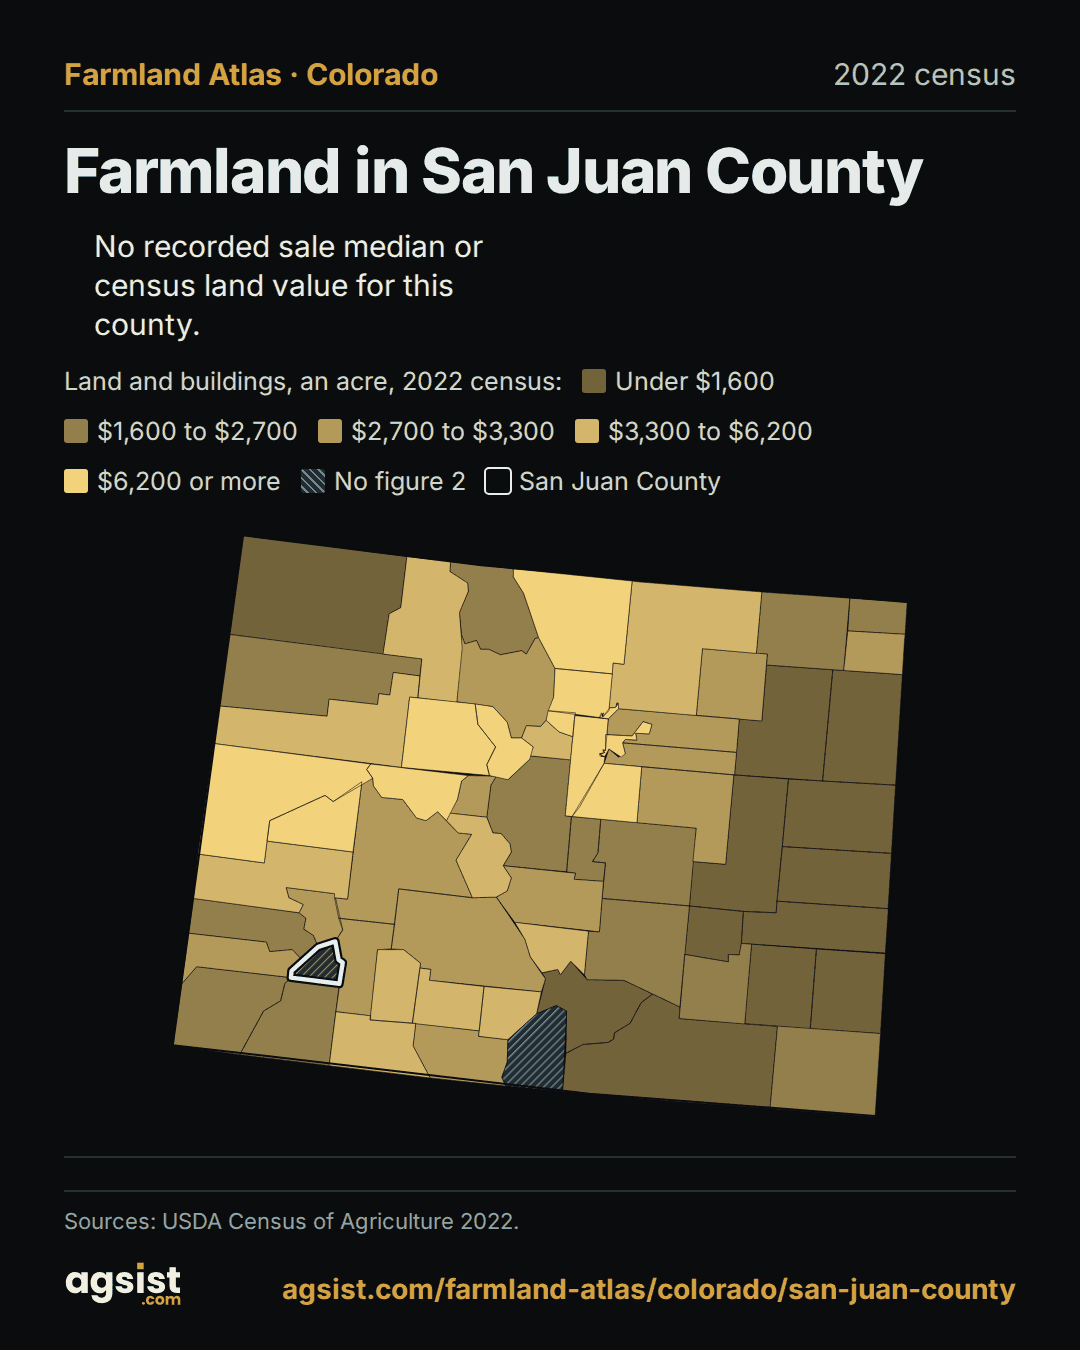 Farmland Atlas · Colorado
2022 census
Farmland in San Juan County
No recorded sale median or
census land value for this
county.
Land and buildings, an acre, 2022 census: Under $1,600
$1,600 to $2,700 $2,700 to $3,300 $3,300 to $6,200
$6,200 or more No figure 2 San Juan County
Sources: USDA Census of Agriculture 2022.
agsist
.com
agsist.com/farmland-atlas/colorado/san-juan-county